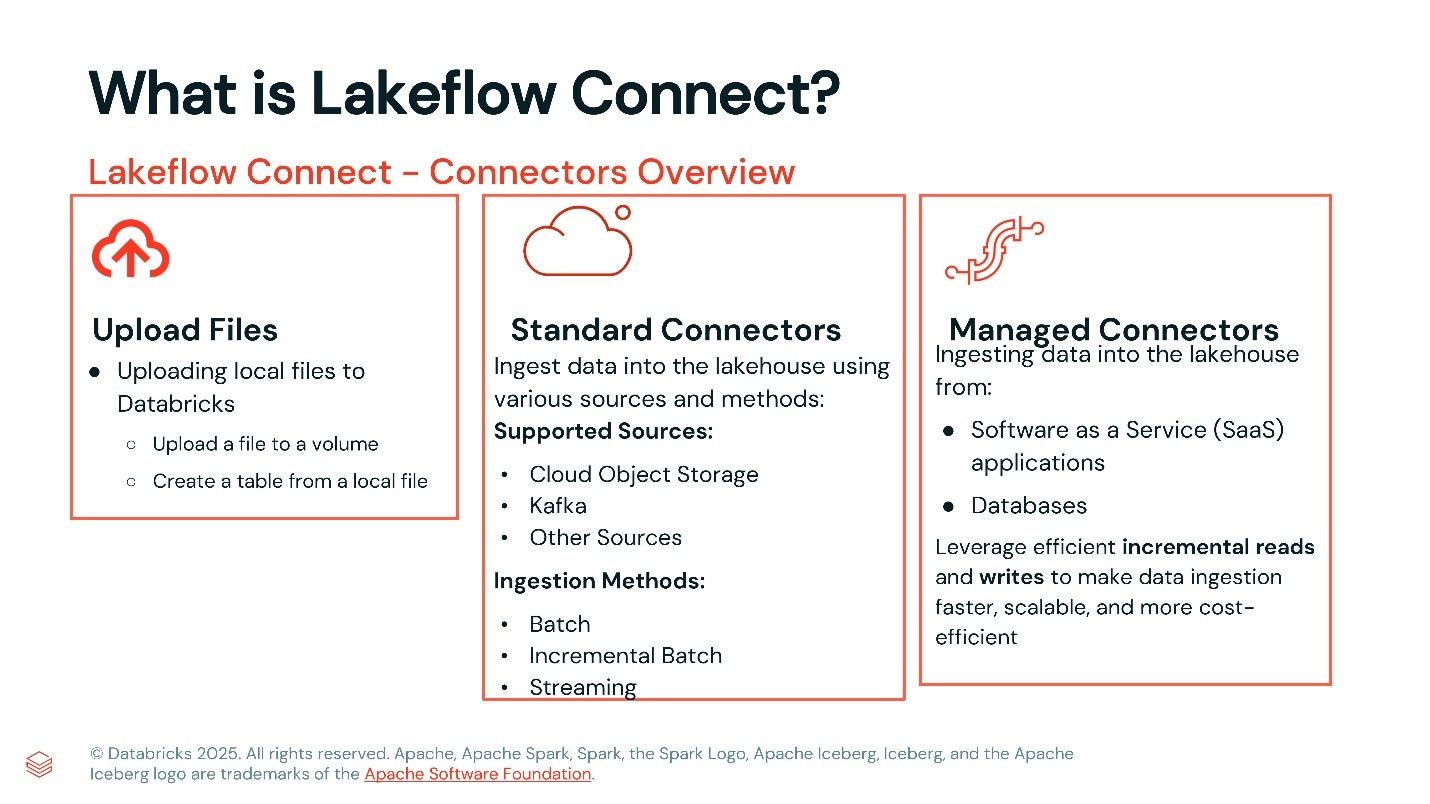 What is Lakeflow Connect?
Lakeflow Connect – Connectors Overview
Upload Files
● Uploading local files to
Databricks
○ Upload a file to a volume
○ Create a table from a local file
Standard Connectors
Ingest data into the lakehouse using
various sources and methods:
Supported Sources:
• Cloud Object Storage
• Kafka
• Other Sources
Ingestion Methods:
• Batch
• Incremental Batch
• Streaming
Managed Connectors
Ingesting data into the lakehouse
from:
● Software as a Service (SaaS)
applications
● Databases
Leverage efficient incremental reads
and writes to make data ingestion
faster, scalable, and more cost-
efficient
© Databricks 2025. All rights reserved. Apache, Apache Spark, Spark, the Spark Logo, Apache Iceberg, Iceberg, and the Apache
Iceberg logo are trademarks of the Apache Software Foundation.